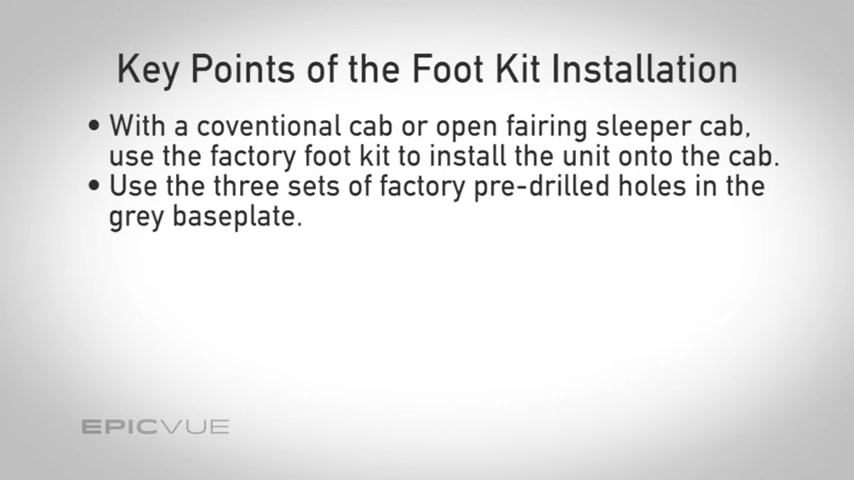 Key Points of the Foot Kit Installation
• With a coventional cab or open fairing sleeper cab,
use the factory foot kit to install the unit onto the cab.
• Use the three sets of factory pre-drilled holes in the
grey baseplate.
EPICVUE